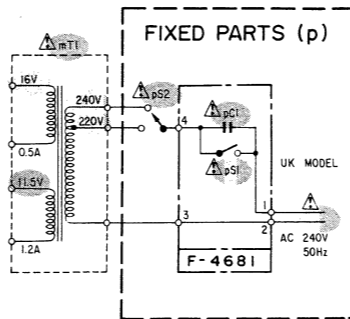 FIXED PARTS (p)
mT1
16V
240V
pS2
pC1
220V
4
0.5A
pS1
UK MODEL
11.5V
1
3
2
AC 240V
50Hz
1.2A
F-4681